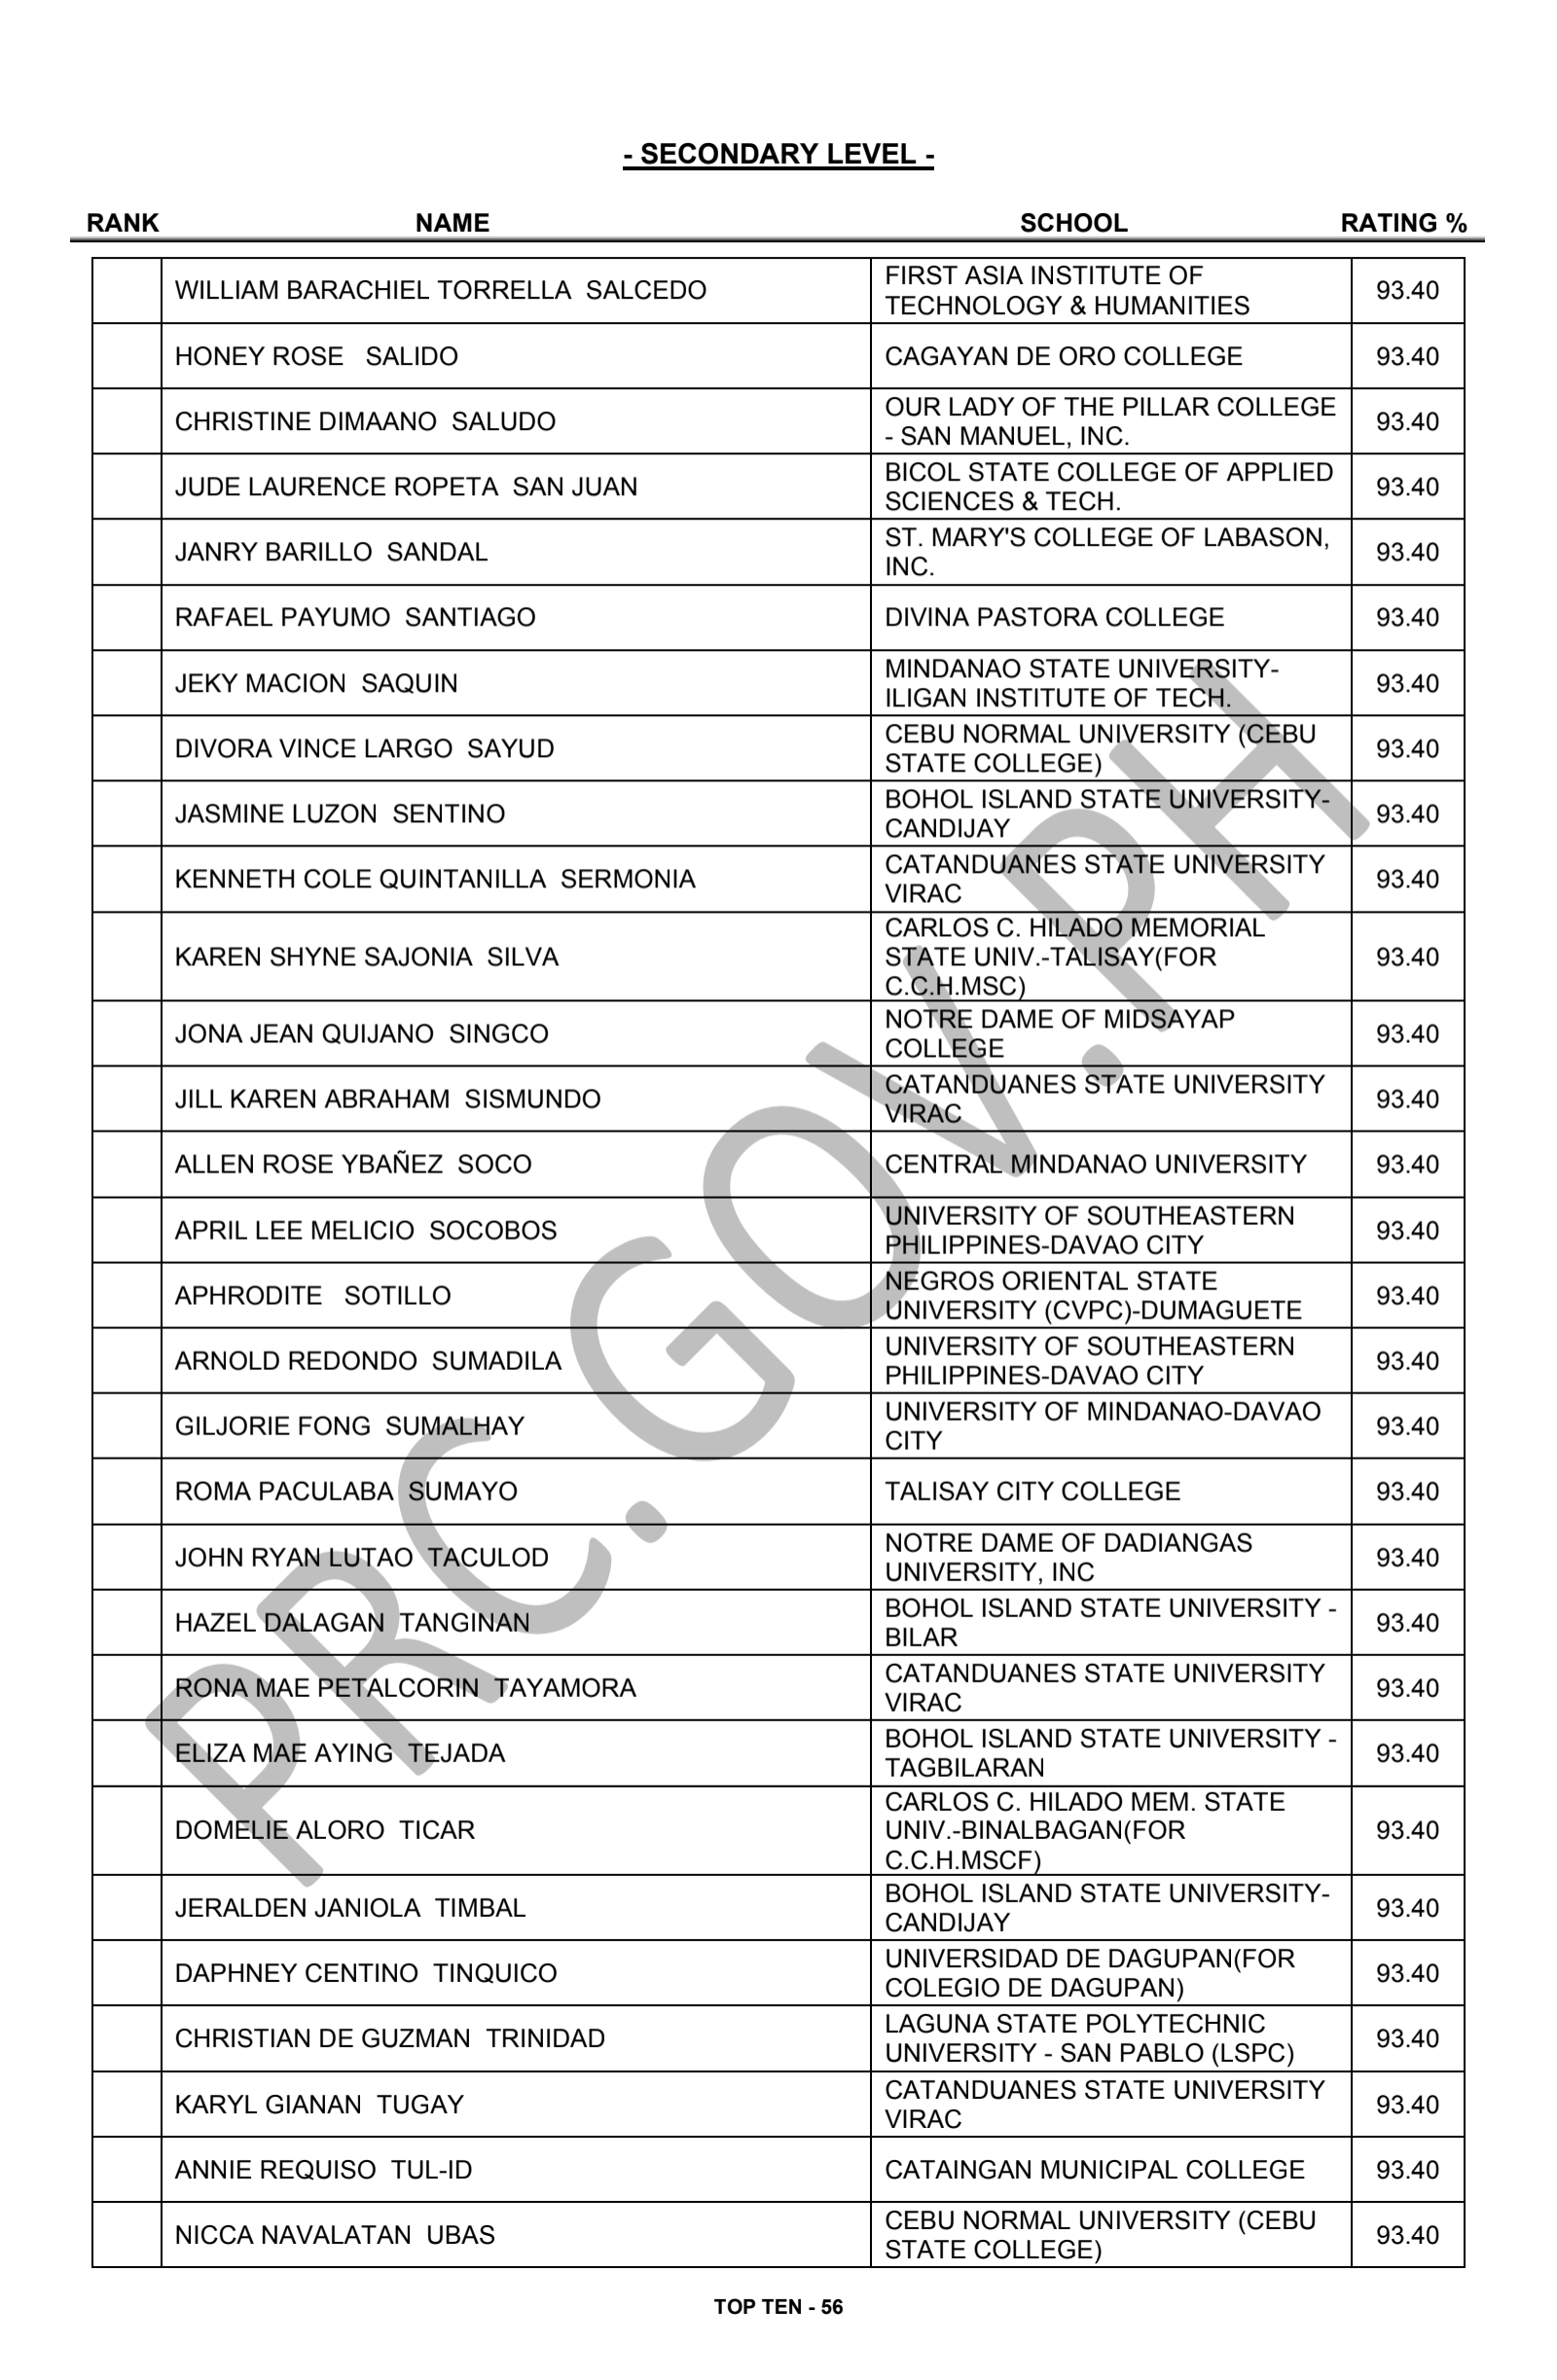 - SECONDARY LEVEL -
RANK NAME SCHOOL RATING %
WILLIAM BARACHIEL TORRELLA SALCEDO FIRST ASIA INSTITUTE OF
TECHNOLOGY & HUMANITIES 93.40
HONEY ROSE SALIDO CAGAYAN DE ORO COLLEGE 93.40
CHRISTINE DIMAANO SALUDO OUR LADY OF THE PILLAR COLLEGE
- SAN MANUEL, INC. 93.40
JUDE LAURENCE ROPETA SAN JUAN BICOL STATE COLLEGE OF APPLIED
SCIENCES & TECH. 93.40
JANRY BARILLO SANDAL ST. MARY'S COLLEGE OF LABASON,
INC. 93.40
RAFAEL PAYUMO SANTIAGO DIVINA PASTORA COLLEGE 93.40
JEKY MACION SAQUIN MINDANAO STATE UNIVERSITY-
ILIGAN INSTITUTE OF TECH. 93.40
DIVORA VINCE LARGO SAYUD CEBU NORMAL UNIVERSITY (CEBU
STATE COLLEGE) 93.40
JASMINE LUZON SENTINO BOHOL ISLAND STATE UNIVERSITY-
CANDIJAY 93.40
KENNETH COLE QUINTANILLA SERMONIA CATANDUANES STATE UNIVERSITY
VIRAC 93.40
KAREN SHYNE SAJONIA SILVA CARLOS C. HILADO MEMORIAL
STATE UNIV.-TALISAY(FOR
C.C.H.MSC) 93.40
JONA JEAN QUIJANO SINGCO NOTRE DAME OF MIDSAYAP
COLLEGE 93.40
JILL KAREN ABRAHAM SISMUNDO CATANDUANES STATE UNIVERSITY
VIRAC 93.40
ALLEN ROSE YBAÑEZ SOCO CENTRAL MINDANAO UNIVERSITY 93.40
APRIL LEE MELICIO SOCOBOS UNIVERSITY OF SOUTHEASTERN
PHILIPPINES-DAVAO CITY 93.40
APHRODITE SOTILLO NEGROS ORIENTAL STATE
UNIVERSITY (CVPC)-DUMAGUETE 93.40
ARNOLD REDONDO SUMADILA UNIVERSITY OF SOUTHEASTERN
PHILIPPINES-DAVAO CITY 93.40
GILJORIE FONG SUMALHAY UNIVERSITY OF MINDANAO-DAVAO
CITY 93.40
ROMA PACULABA SUMAYO TALISAY CITY COLLEGE 93.40
JOHN RYAN LUTAO TACULOD NOTRE DAME OF DADIANGAS
UNIVERSITY, INC 93.40
HAZEL DALAGAN TANGINAN BOHOL ISLAND STATE UNIVERSITY -
BILAR 93.40
RONA MAE PETALCORIN TAYAMORA CATANDUANES STATE UNIVERSITY
VIRAC 93.40
ELIZA MAE AYING TEJADA BOHOL ISLAND STATE UNIVERSITY -
TAGBILARAN 93.40
DOMELIE ALORO TICAR CARLOS C. HILADO MEM. STATE
UNIV.-BINALBAGAN(FOR
C.C.H.MSCF) 93.40
JERALDEN JANIOLA TIMBAL BOHOL ISLAND STATE UNIVERSITY-
CANDIJAY 93.40
DAPHNEY CENTINO TINQUICO UNIVERSIDAD DE DAGUPAN(FOR
COLEGIO DE DAGUPAN) 93.40
CHRISTIAN DE GUZMAN TRINIDAD LAGUNA STATE POLYTECHNIC
UNIVERSITY - SAN PABLO (LSPC) 93.40
KARYL GIANAN TUGAY CATANDUANES STATE UNIVERSITY
VIRAC 93.40
ANNIE REQUISO TUL-ID CATAINGAN MUNICIPAL COLLEGE 93.40
NICCA NAVALATAN UBAS CEBU NORMAL UNIVERSITY (CEBU
STATE COLLEGE) 93.40
PRC.GOV.PH
TOP TEN - 56